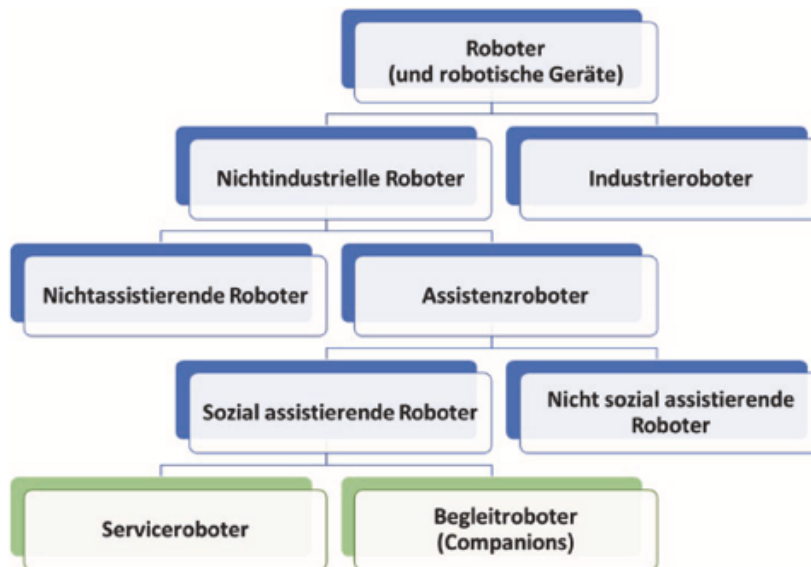 Roboter
(und robotische Geräte)
Nichtindustrielle Roboter
Industrieroboter
Nichtassistierende Roboter
Assistenzroboter
Sozial assistierende Roboter
Nicht sozial assistierende
Roboter
Serviceroboter
Begleitroboter
(Companions)